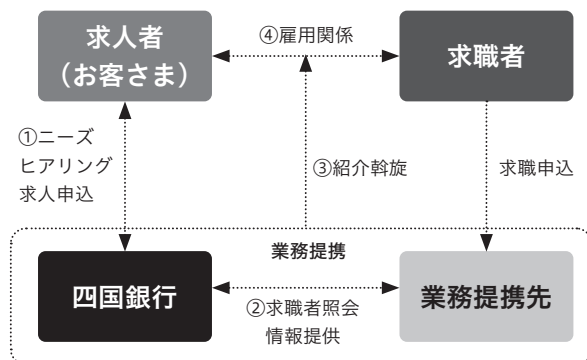 求人者
（お客さま）
④雇用関係
求職者
①ニーズ
ヒアリング
求人申込
③紹介斡旋
求職申込
業務提携
四国銀行
②求職者照会
情報提供
業務提携先